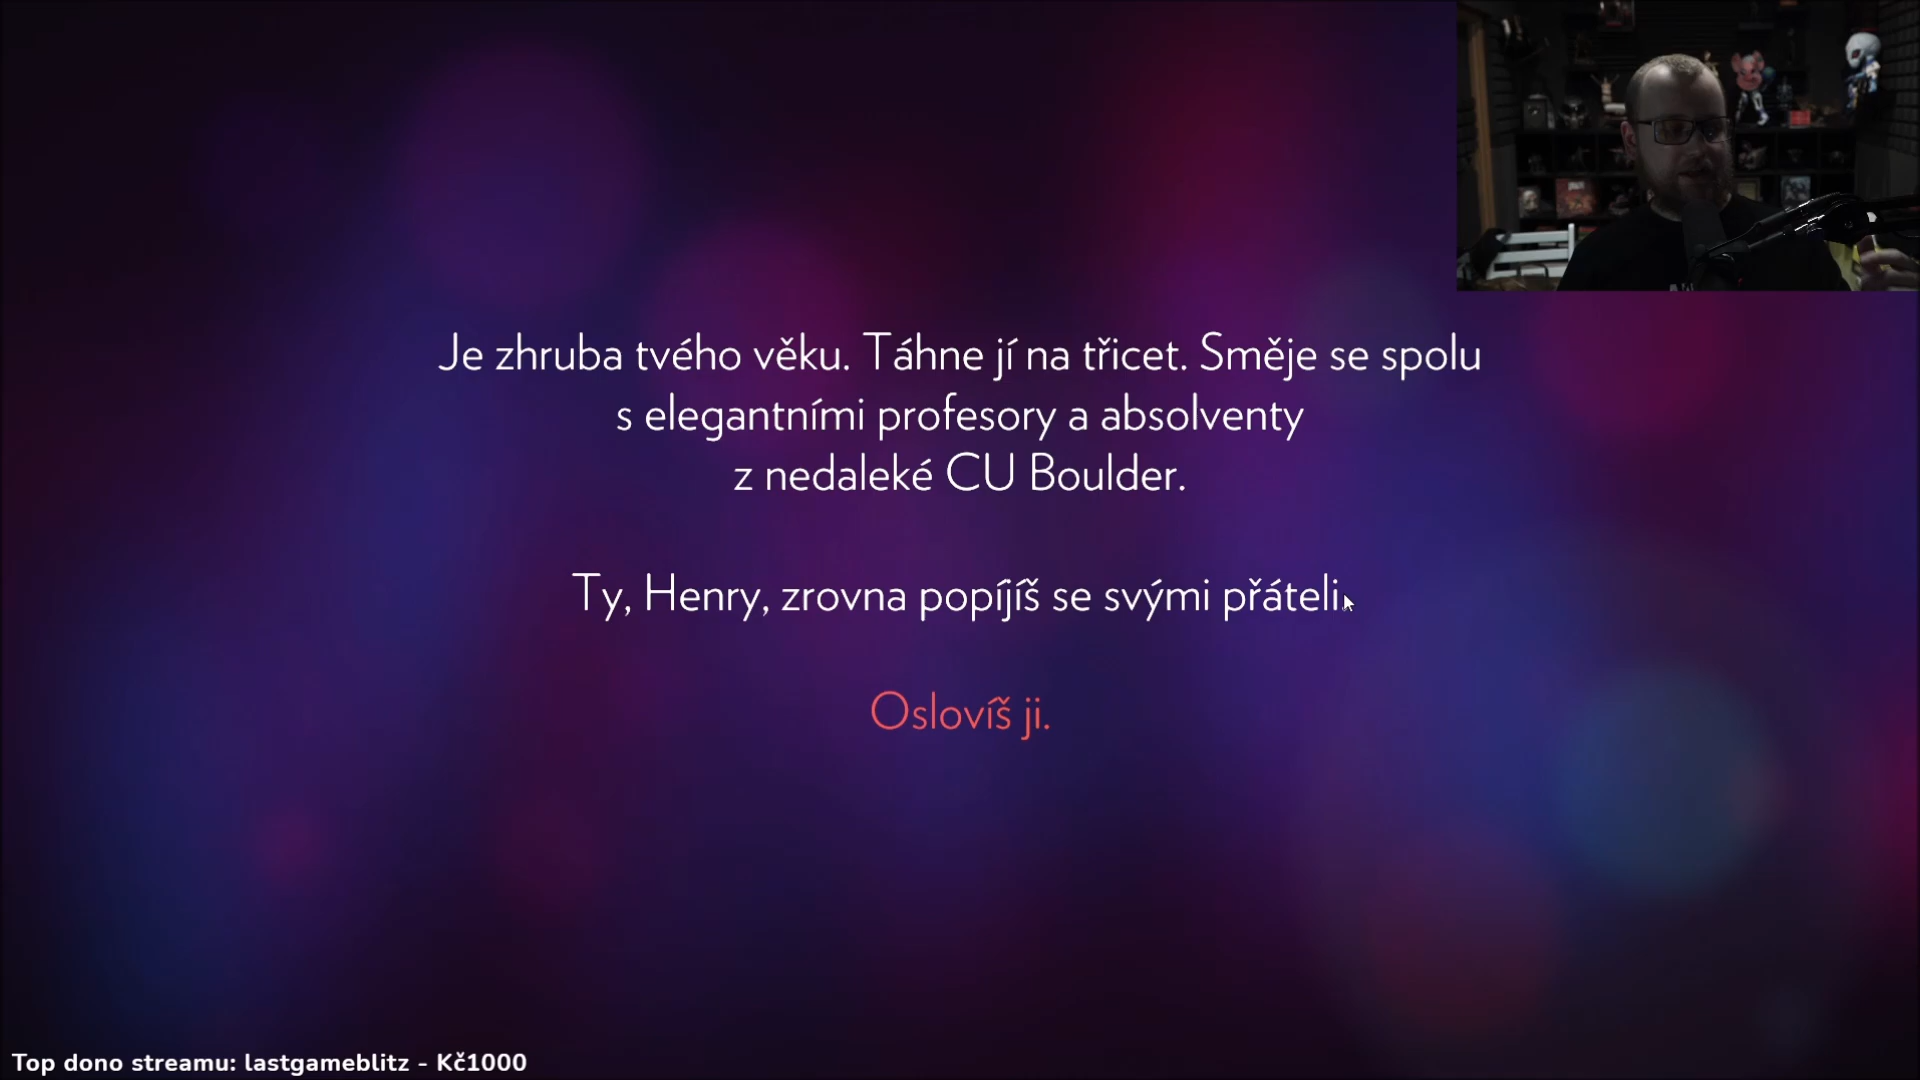 Je zhruba tvého věku. Táhne jí na třicet. Směje se spolu
s elegantními profesory a absolventy
z nedaleké CU Boulder.
Ty, Henry, zrovna popíjíš se svými přáteli.
Oslovíš ji.
Top dono streamu: lastgameblitz - Kč1000